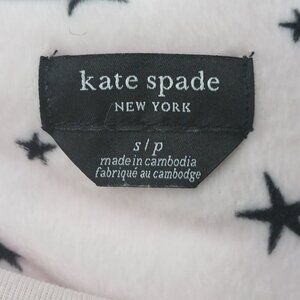 kate spade
NEW YORK
s/p
made in cambodia
fabriqué au cambodge